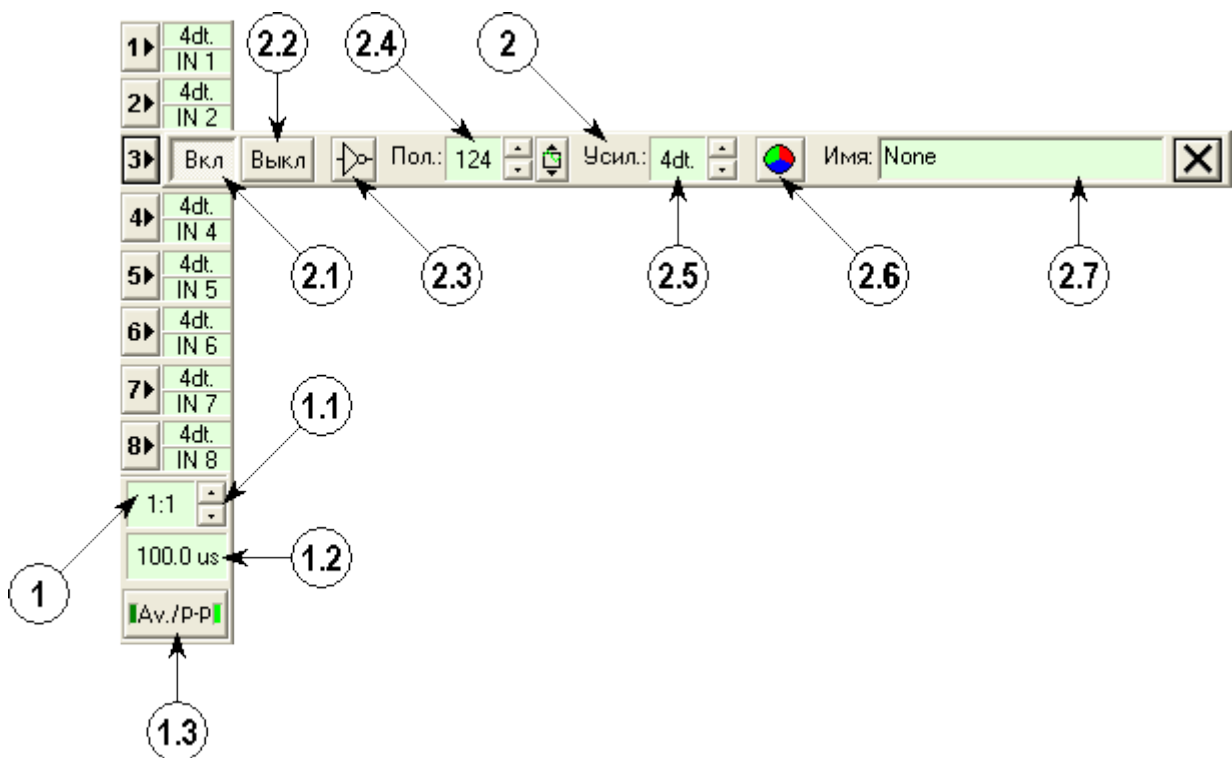 1 4dt.
IN 1
2.2 2.4 2
2 4dt.
IN 2
3 Вкл Выкл Пол.: 124 Усил.: 4dt. Имя: None
4 4dt.
IN 4
2.1 2.3 2.5 2.6 2.7
5 4dt.
IN 5
6 4dt.
IN 6
7 4dt.
IN 7
1.1
8 4dt.
IN 8
1:1
100.0 us 1.2
1
Av./p-p
1.3